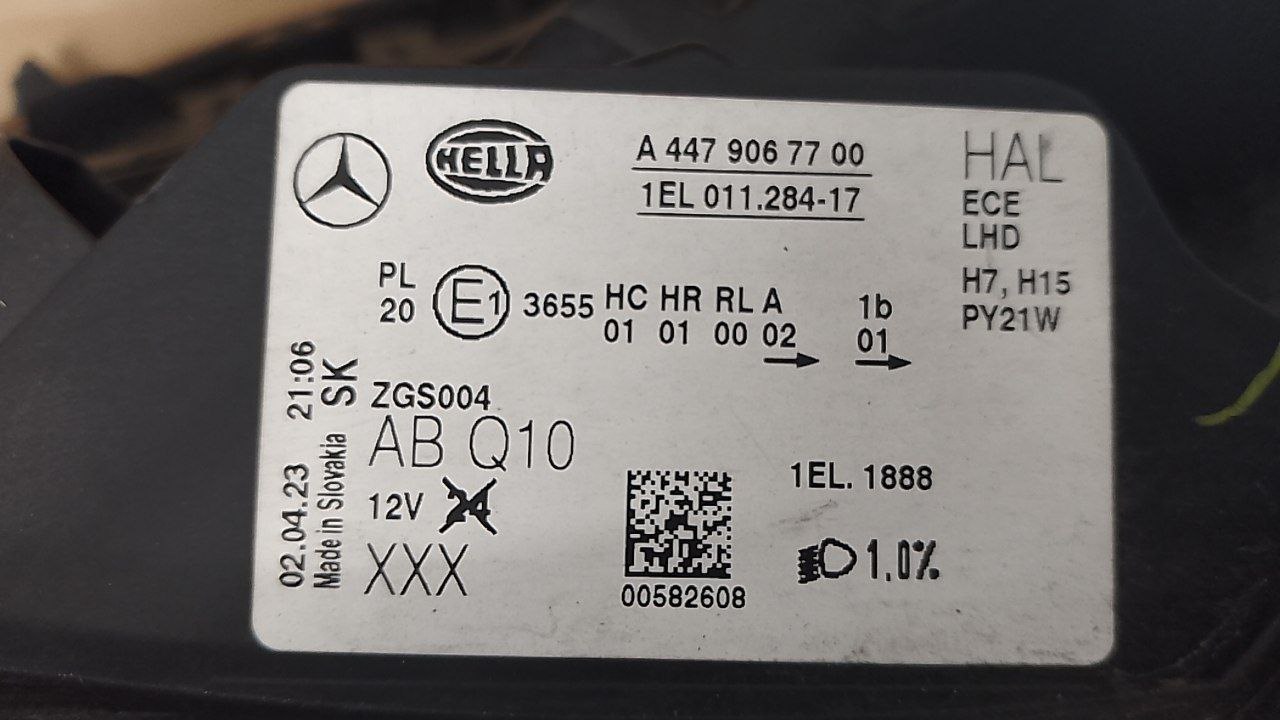 HELLA
A 447 906 77 00
1EL 011.284-17
HAL
ECE
LHD
H7, H15
PY21W
PL
20
E1
3655
HC HR RL A
01 01 00 02
1b
01
02.04.23 21:06
Made in Slovakia SK
ZGS004
AB Q10
12V 24
XXX
00582608
1EL. 1888
1,0%